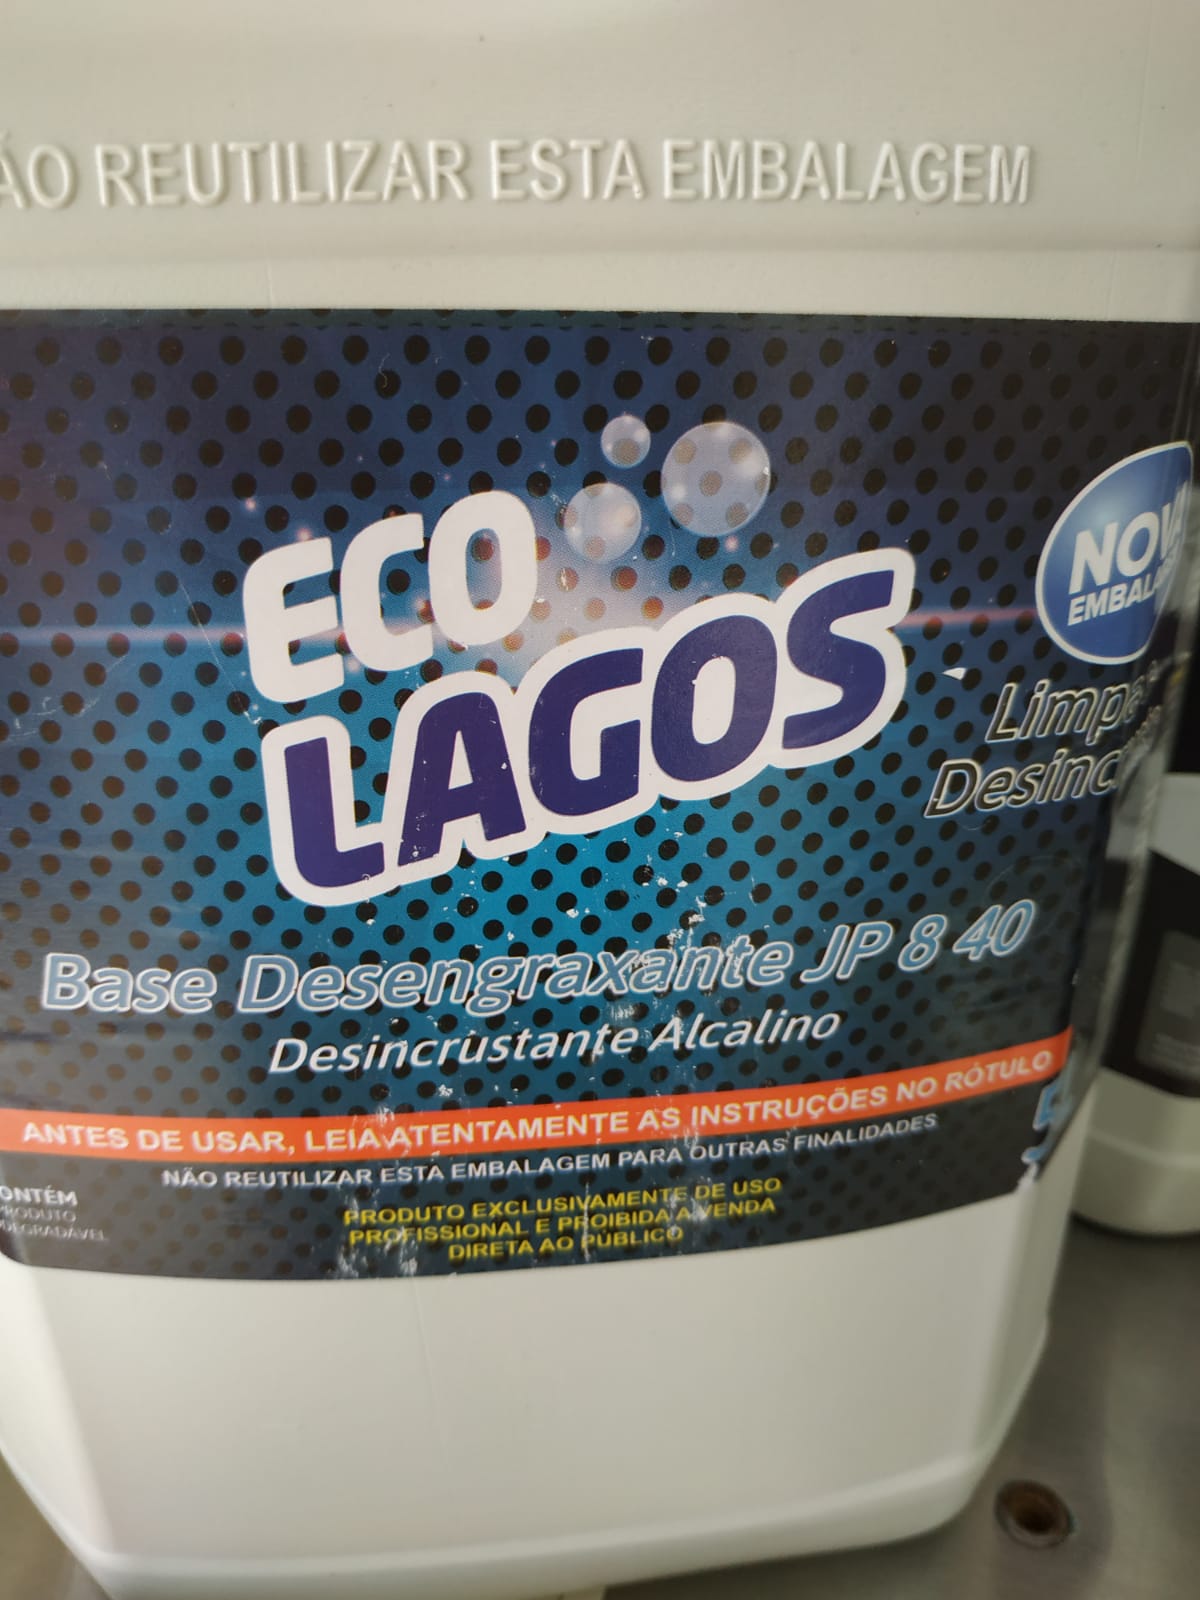 REUTILIZAR ESTA EMBALAGEM
ECO
LAGOS
NOVA
Base Desengraxante JP 8 40
Desincrustante Alcalino
ANTES DE USAR, LEIA ATENTAMENTE AS INSTRUÇÕES NO RÓTULO
NÃO REUTILIZAR ESTA EMBALAGEM PARA OUTRAS FINALIDADES
PRODUTO EXCLUSIVAMENTE DE USO
PROFISSIONAL E PROIBIDA A VENDA
DIRETA AO PÚBLICO